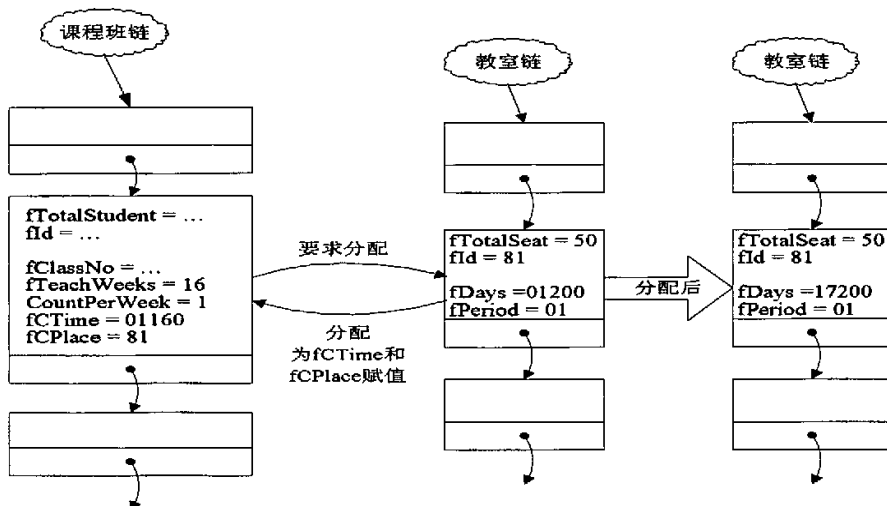 课程班链
教室链
教室链
fTotalStudent = ...
fId = ...
fClassNo = ...
fTeachWeeks = 16
CountPerWeek = 1
fCTime = 01160
fCPlace = 81
要求分配
分配
为fCTime和
fCPlace赋值
fTotalSeat = 50
fId = 81
fDays =01200
fPeriod = 01
分配后
fTotalSeat = 50
fId = 81
fDays =17200
fPeriod = 01